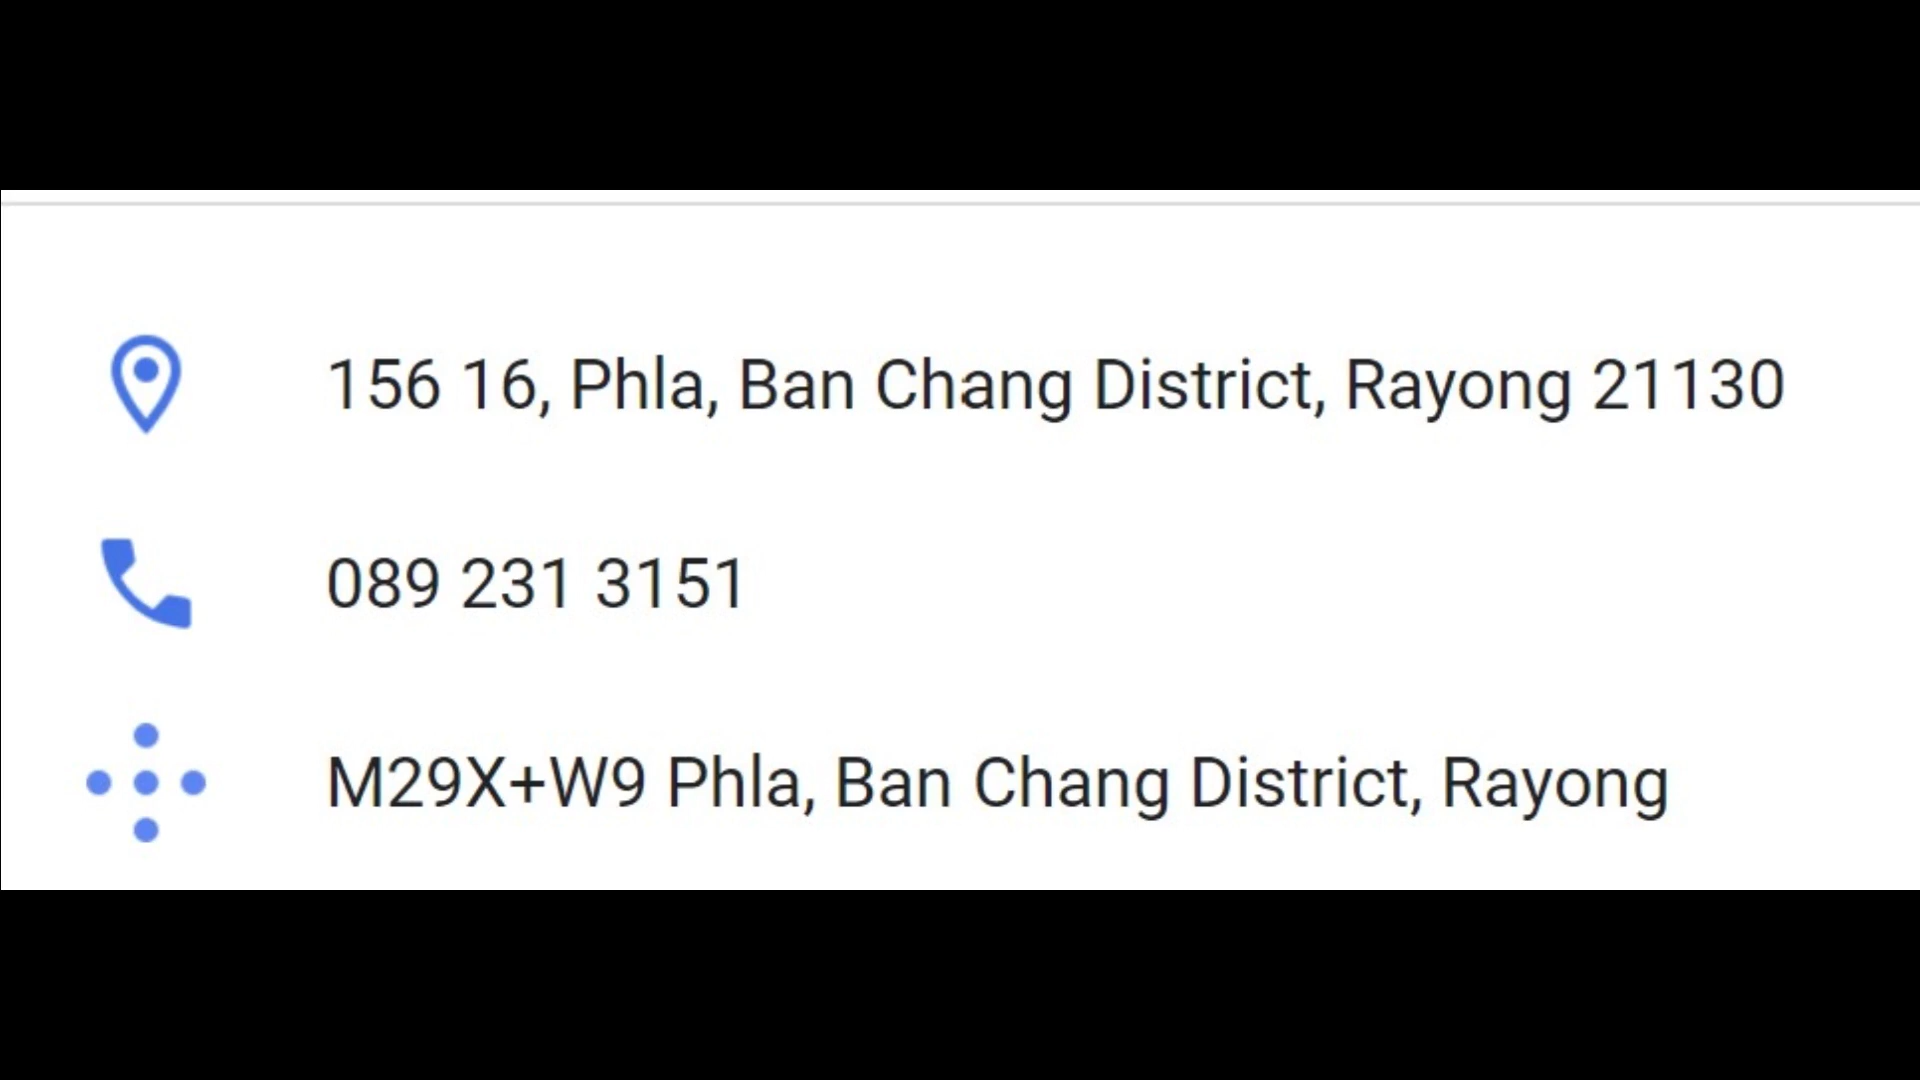 156 16, Phla, Ban Chang District, Rayong 21130
089 231 3151
M29X+W9 Phla, Ban Chang District, Rayong